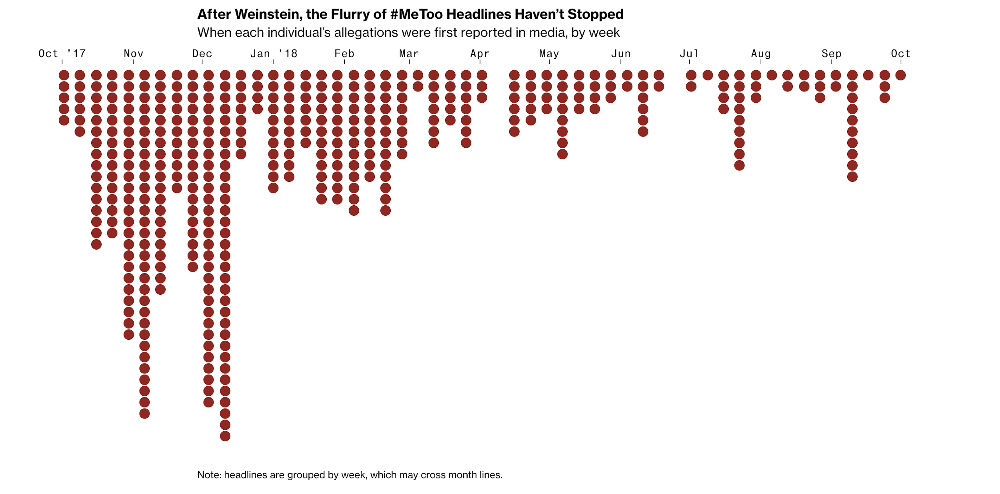 After Weinstein, the Flurry of #MeToo Headlines Haven’t Stopped
When each individual’s allegations were first reported in media, by week
Oct ’17 Nov Dec Jan ’18 Feb Mar Apr May Jun Jul Aug Sep Oct
Note: headlines are grouped by week, which may cross month lines.